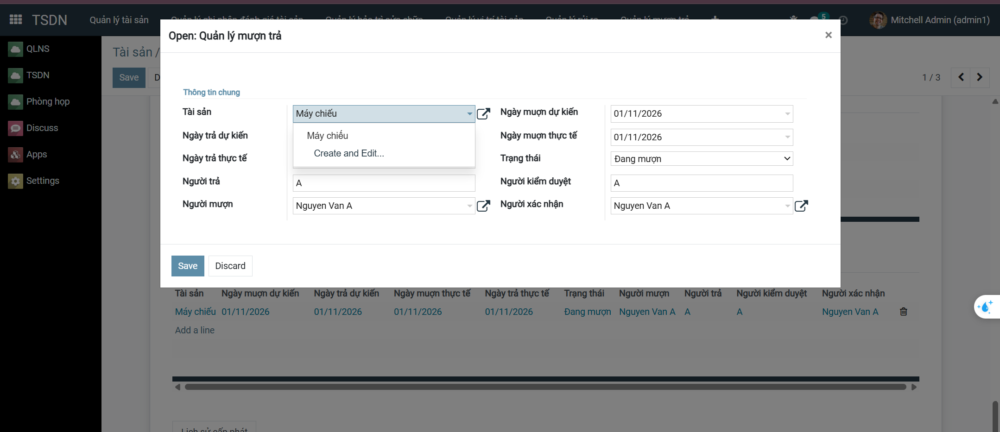 TSDN
Quản lý tài sản
Quản lý ghi nhận đánh giá tài sản
Quản lý bảo trì sửa chữa
Quản lý vị trí tài sản
Quản lý rủi ro
Quản lý mượn trả
5
Mitchell Admin (admin1)
QLNS
TSDN
Phòng họp
Discuss
Apps
Settings
Tài sản /
Save
D
1 / 3
Open: Quản lý mượn trả
×
Thông tin chung
Tài sản
Máy chiếu
Ngày mượn dự kiến
01/11/2026
Máy chiếu
Create and Edit...
Ngày trả dự kiến
Ngày mượn thực tế
01/11/2026
Ngày trả thực tế
Trạng thái
Đang mượn
Người trả
A
Người kiểm duyệt
A
Người mượn
Nguyen Van A
Người xác nhận
Nguyen Van A
Save
Discard
Tài sản Ngày mượn dự kiến Ngày trả dự kiến Ngày mượn thực tế Ngày trả thực tế Trạng thái Người mượn Người trả Người kiểm duyệt Người xác nhận
Máy chiếu 01/11/2026 01/11/2026 01/11/2026 01/11/2026 Đang mượn Nguyen Van A A A Nguyen Van A
Add a line
Lịch sử cấp phát